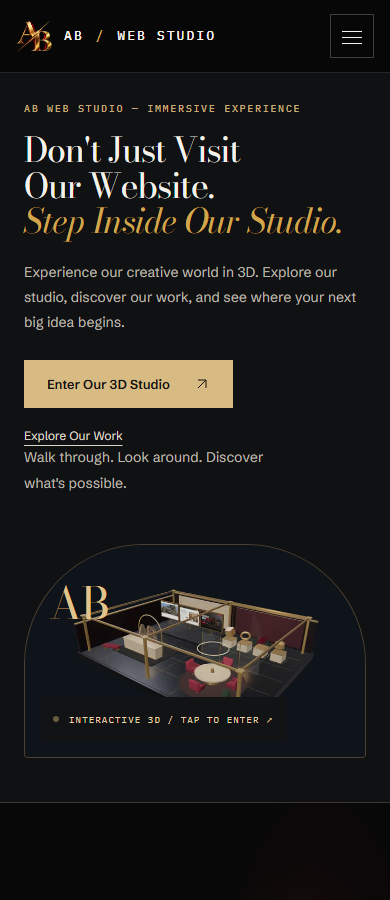 AB
AB / WEB STUDIO
AB WEB STUDIO — IMMERSIVE EXPERIENCE
Don't Just Visit
Our Website.
Step Inside Our Studio.
Experience our creative world in 3D. Explore our
studio, discover our work, and see where your next
big idea begins.
Enter Our 3D Studio
Explore Our Work
Walk through. Look around. Discover
what's possible.
AB
INTERACTIVE 3D / TAP TO ENTER ↗